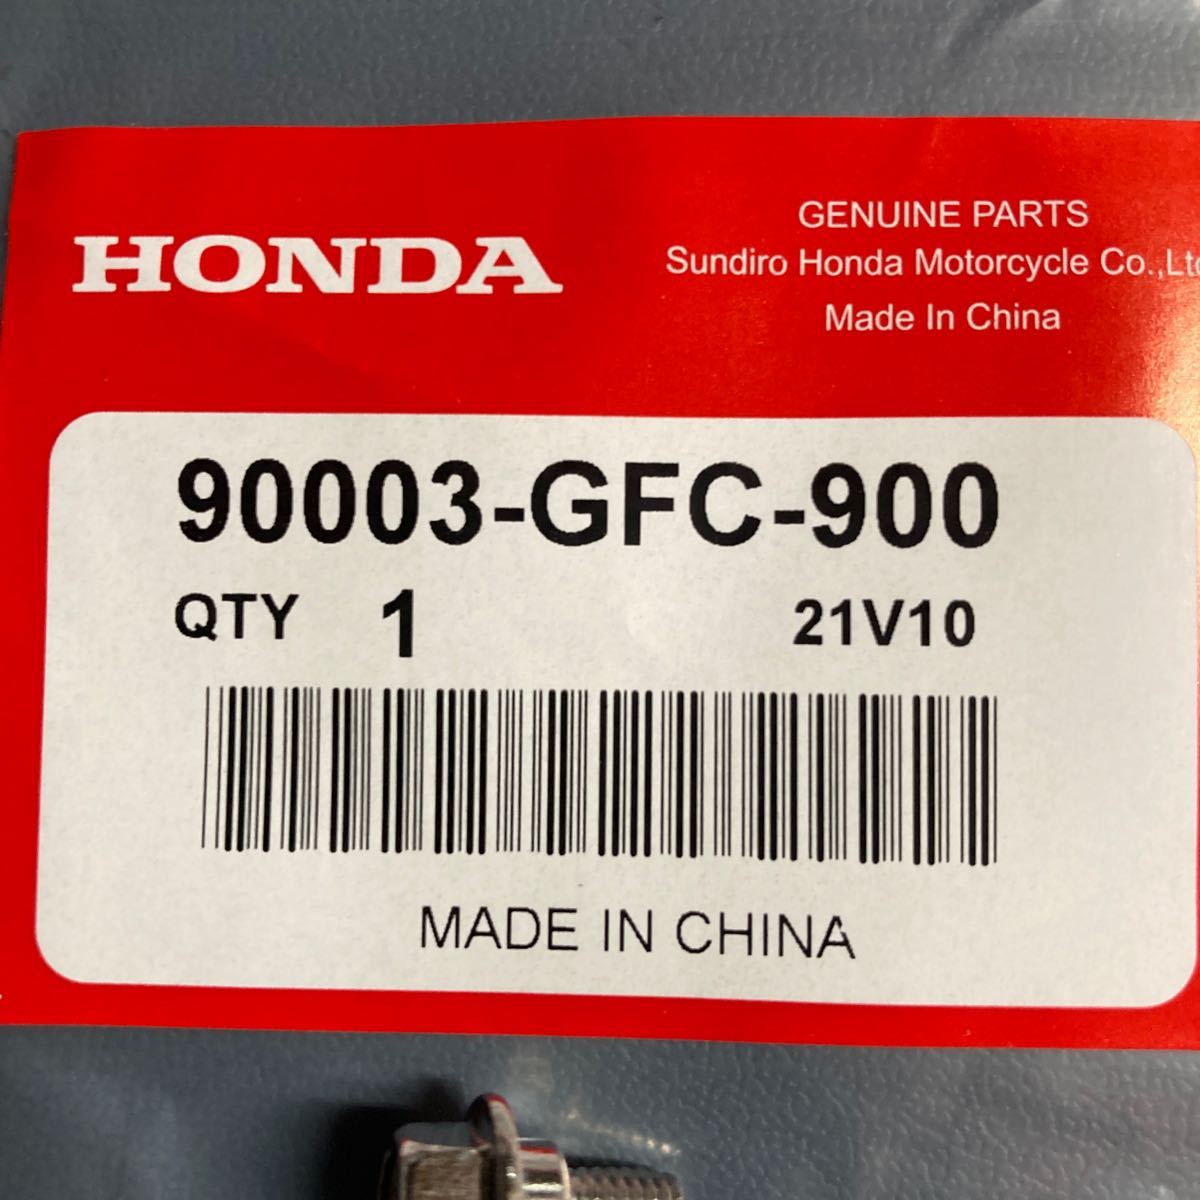 HONDA
GENUINE PARTS
Sundiro Honda Motorcycle Co.,Ltd
Made In China
90003-GFC-900
QTY 1 21V10
MADE IN CHINA